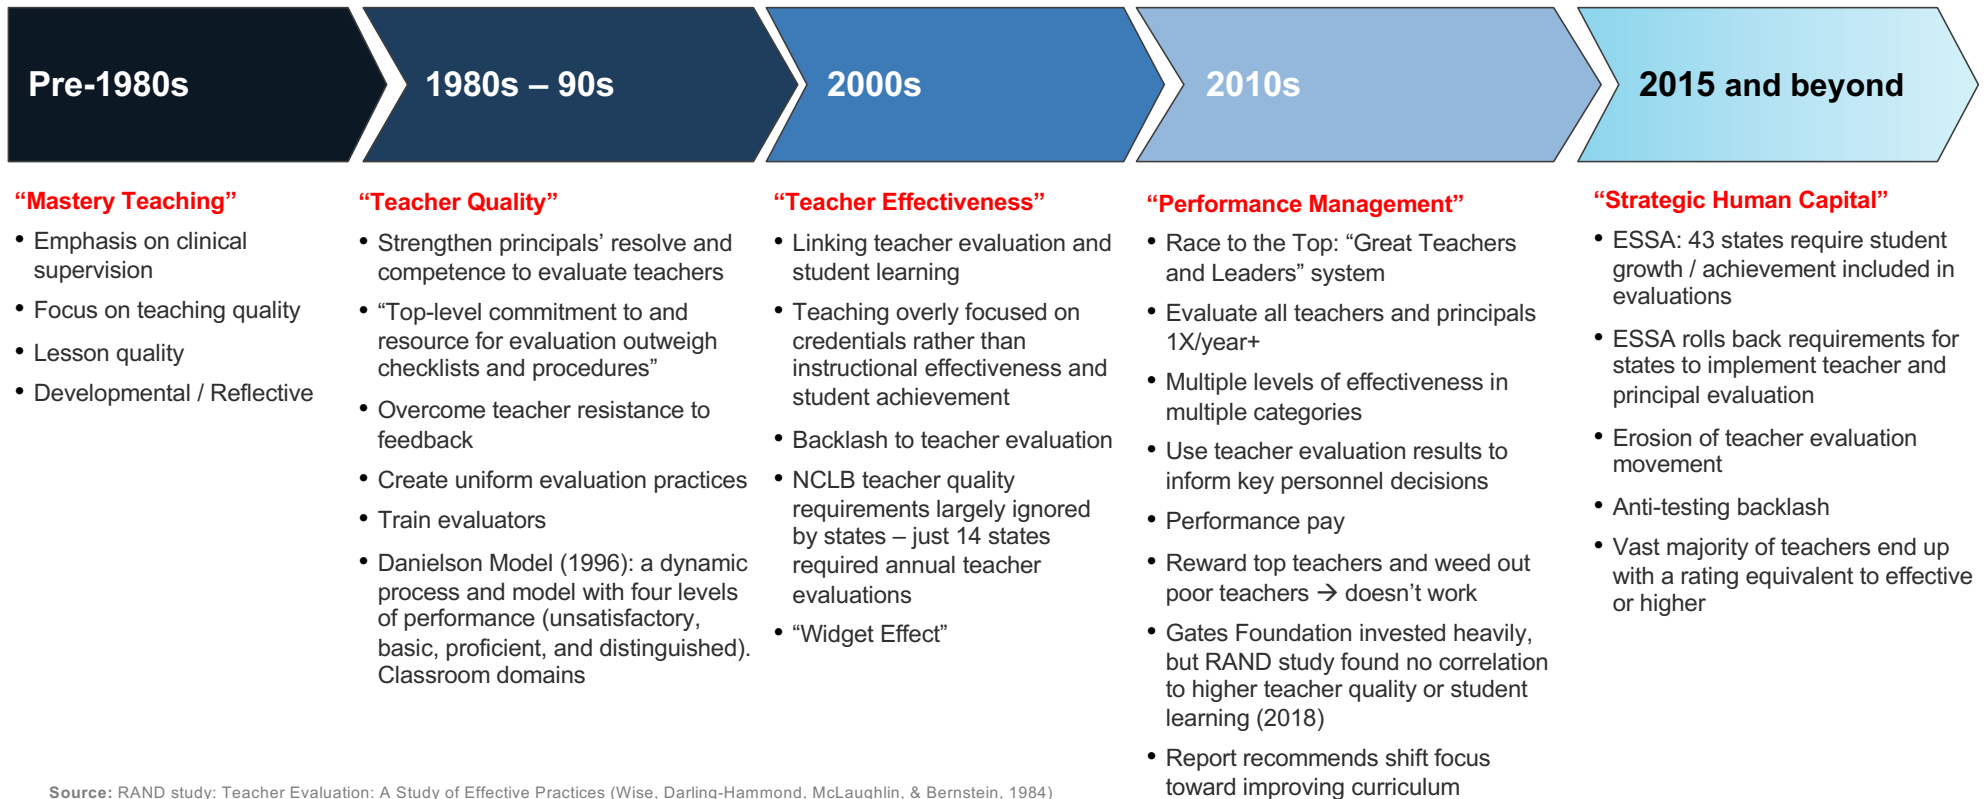 Pre-1980s
1980s – 90s
2000s
2010s
2015 and beyond
“Mastery Teaching”
• Emphasis on clinical
supervision
• Focus on teaching quality
• Lesson quality
• Developmental / Reflective
“Teacher Quality”
• Strengthen principals’ resolve and
competence to evaluate teachers
• “Top-level commitment to and
resource for evaluation outweigh
checklists and procedures”
• Overcome teacher resistance to
feedback
• Create uniform evaluation practices
• Train evaluators
• Danielson Model (1996): a dynamic
process and model with four levels
of performance (unsatisfactory,
basic, proficient, and distinguished).
Classroom domains
“Teacher Effectiveness”
• Linking teacher evaluation and
student learning
• Teaching overly focused on
credentials rather than
instructional effectiveness and
student achievement
• Backlash to teacher evaluation
• NCLB teacher quality
requirements largely ignored
by states – just 14 states
required annual teacher
evaluations
• “Widget Effect”
“Performance Management”
• Race to the Top: “Great Teachers
and Leaders” system
• Evaluate all teachers and principals
1X/year+
• Multiple levels of effectiveness in
multiple categories
• Use teacher evaluation results to
inform key personnel decisions
• Performance pay
• Reward top teachers and weed out
poor teachers → doesn’t work
• Gates Foundation invested heavily,
but RAND study found no correlation
to higher teacher quality or student
learning (2018)
• Report recommends shift focus
toward improving curriculum
“Strategic Human Capital”
• ESSA: 43 states require student
growth / achievement included in
evaluations
• ESSA rolls back requirements for
states to implement teacher and
principal evaluation
• Erosion of teacher evaluation
movement
• Anti-testing backlash
• Vast majority of teachers end up
with a rating equivalent to effective
or higher
Source: RAND study: Teacher Evaluation: A Study of Effective Practices (Wise, Darling-Hammond, McLaughlin, & Bernstein, 1984)